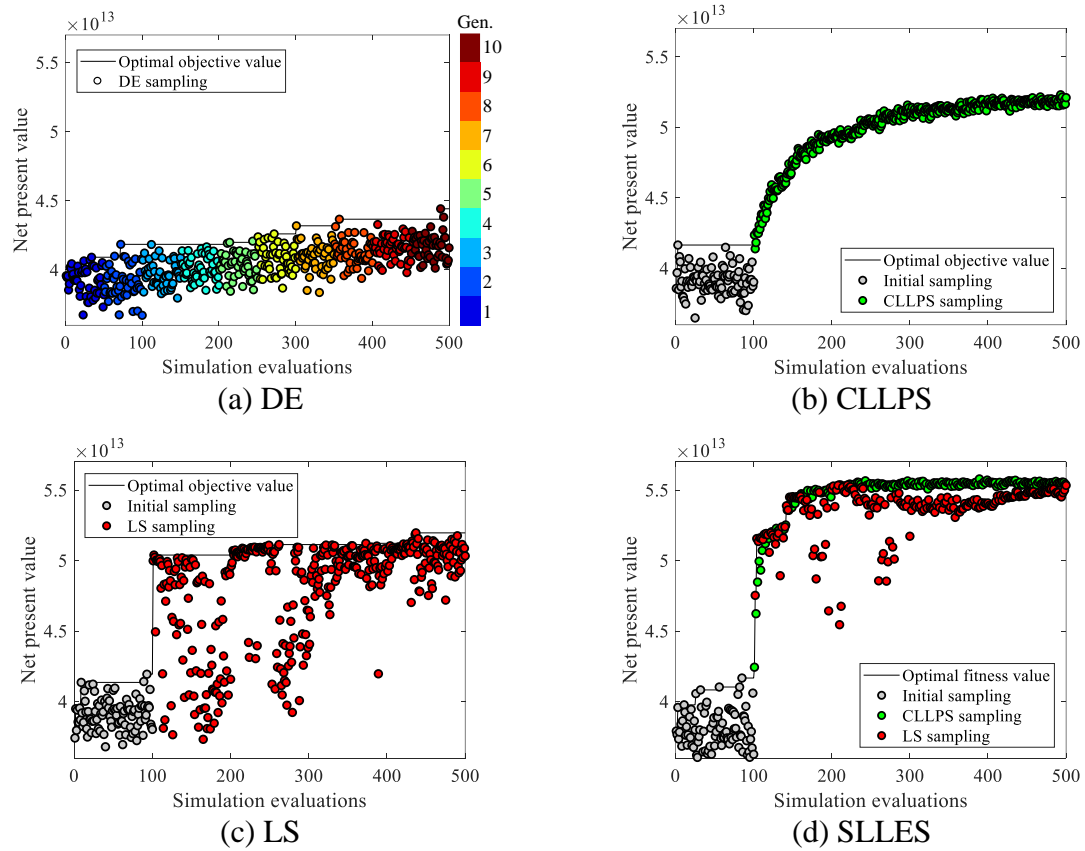 ×10^13
Gen.
5.5
5
4.5
4
Net present value
Optimal objective value
DE sampling
10
9
8
7
6
5
4
3
2
1
0
100
200
300
400
500
Simulation evaluations
(a) DE
×10^13
5.5
5
4.5
4
Net present value
Optimal objective value
Initial sampling
CLLPS sampling
0
100
200
300
400
500
Simulation evaluations
(b) CLLPS
×10^13
5.5
5
4.5
4
Net present value
Optimal objective value
Initial sampling
LS sampling
0
100
200
300
400
500
Simulation evaluations
(c) LS
×10^13
5.5
5
4.5
4
Net present value
Optimal fitness value
Initial sampling
CLLPS sampling
LS sampling
0
100
200
300
400
500
Simulation evaluations
(d) SLLES